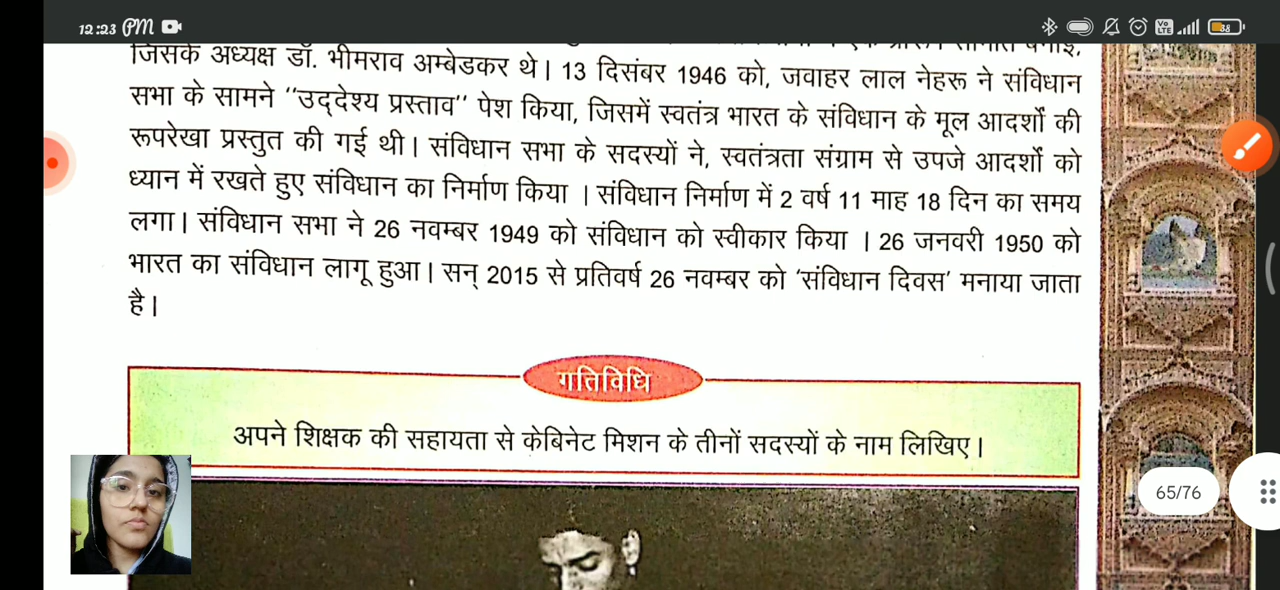 12:23 PM
38
जिसके अध्यक्ष डॉ. भीमराव अम्बेडकर थे। 13 दिसंबर 1946 को, जवाहर लाल नेहरू ने संविधान
सभा के सामने ‘‘उद्देश्य प्रस्ताव’’ पेश किया, जिसमें स्वतंत्र भारत के संविधान के मूल आदर्शों की
रूपरेखा प्रस्तुत की गई थी। संविधान सभा के सदस्यों ने, स्वतंत्रता संग्राम से उपजे आदर्शों को
ध्यान में रखते हुए संविधान का निर्माण किया । संविधान निर्माण में 2 वर्ष 11 माह 18 दिन का समय
लगा। संविधान सभा ने 26 नवम्बर 1949 को संविधान को स्वीकार किया । 26 जनवरी 1950 को
भारत का संविधान लागू हुआ। सन् 2015 से प्रतिवर्ष 26 नवम्बर को ‘संविधान दिवस’ मनाया जाता
है।
गतिविधि
अपने शिक्षक की सहायता से केबिनेट मिशन के तीनों सदस्यों के नाम लिखिए।
65/76